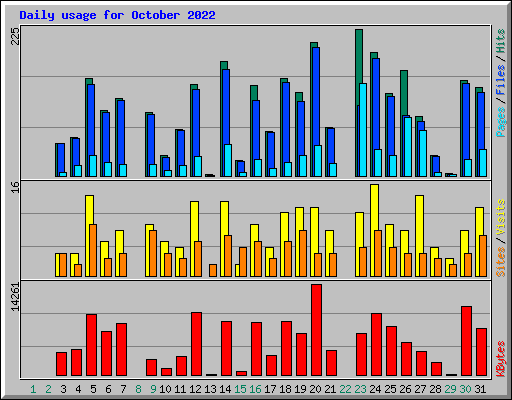 Daily usage for October 2022
225
Pages / Files / Hits
16
Sites / Visits
14261
KBytes
1 2 3 4 5 6 7 8 9 10 11 12 13 14 15 16 17 18 19 20 21 22 23 24 25 26 27 28 29 30 31